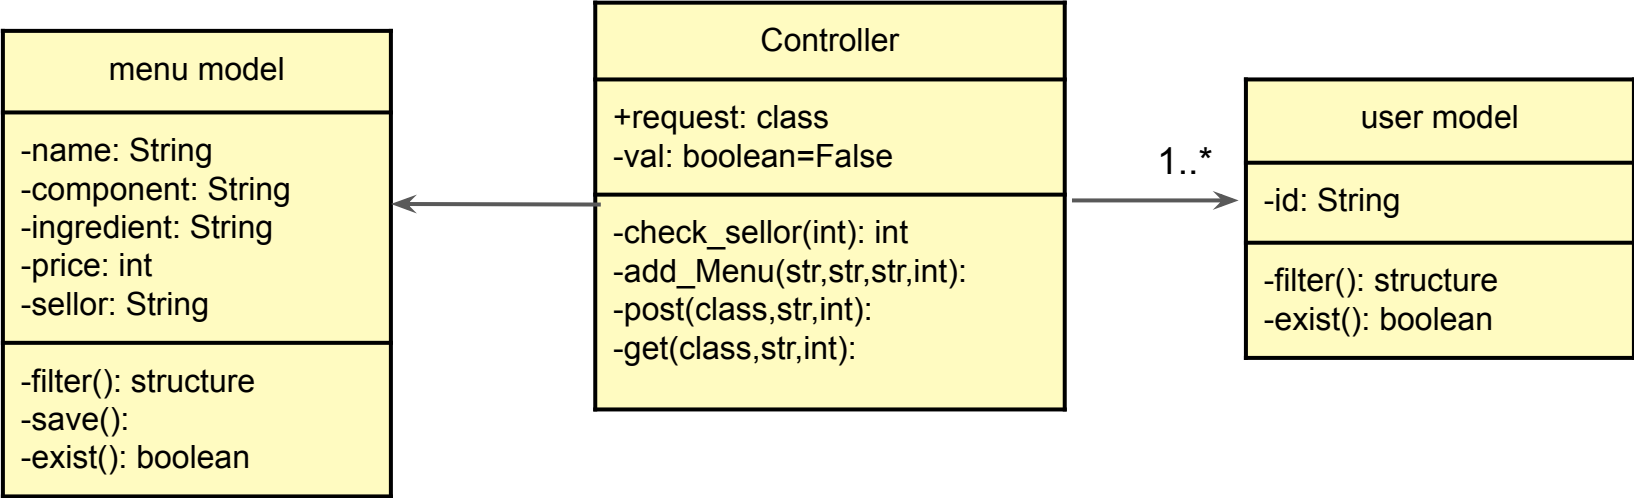 menu model
-name: String
-component: String
-ingredient: String
-price: int
-sellor: String
-filter(): structure
-save():
-exist(): boolean
Controller
+request: class
-val: boolean=False
-check_sellor(int): int
-add_Menu(str,str,str,int):
-post(class,str,int):
-get(class,str,int):
1..*
user model
-id: String
-filter(): structure
-exist(): boolean